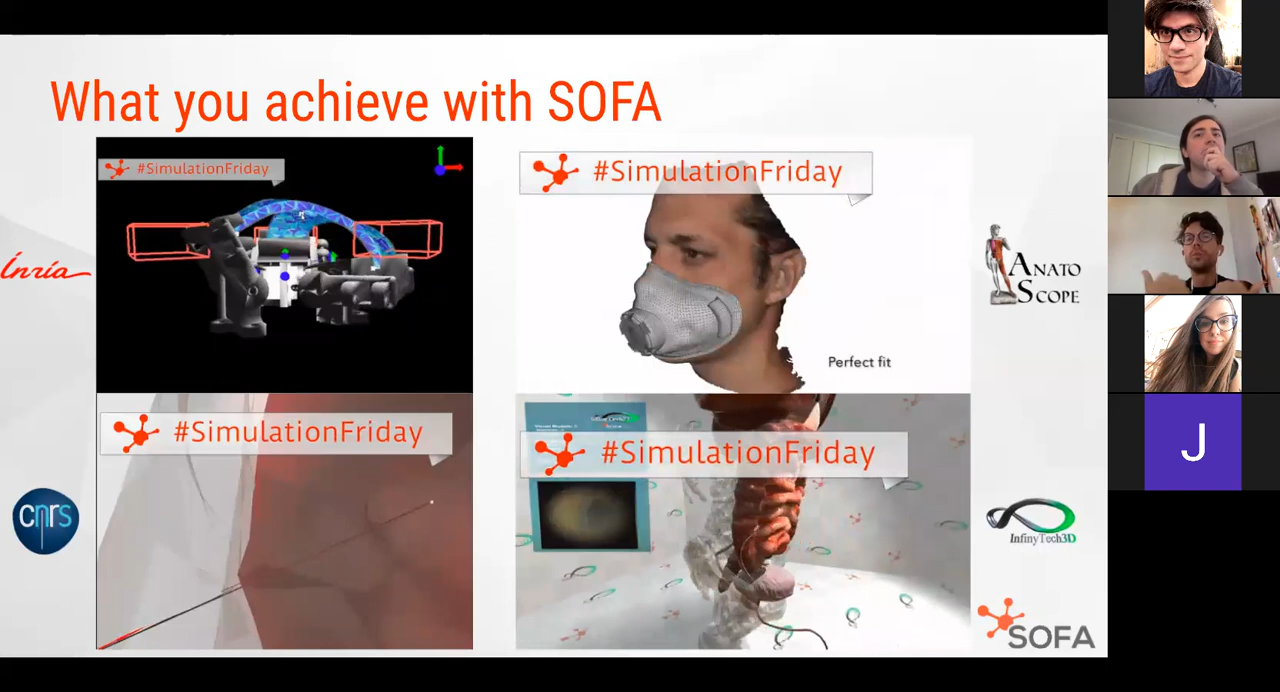 What you achieve with SOFA
#SimulationFriday
#SimulationFriday
Inria
ANATO
SCOPE
Perfect fit
#SimulationFriday
#SimulationFriday
cnrs
InfinyTech3D
SOFA
J